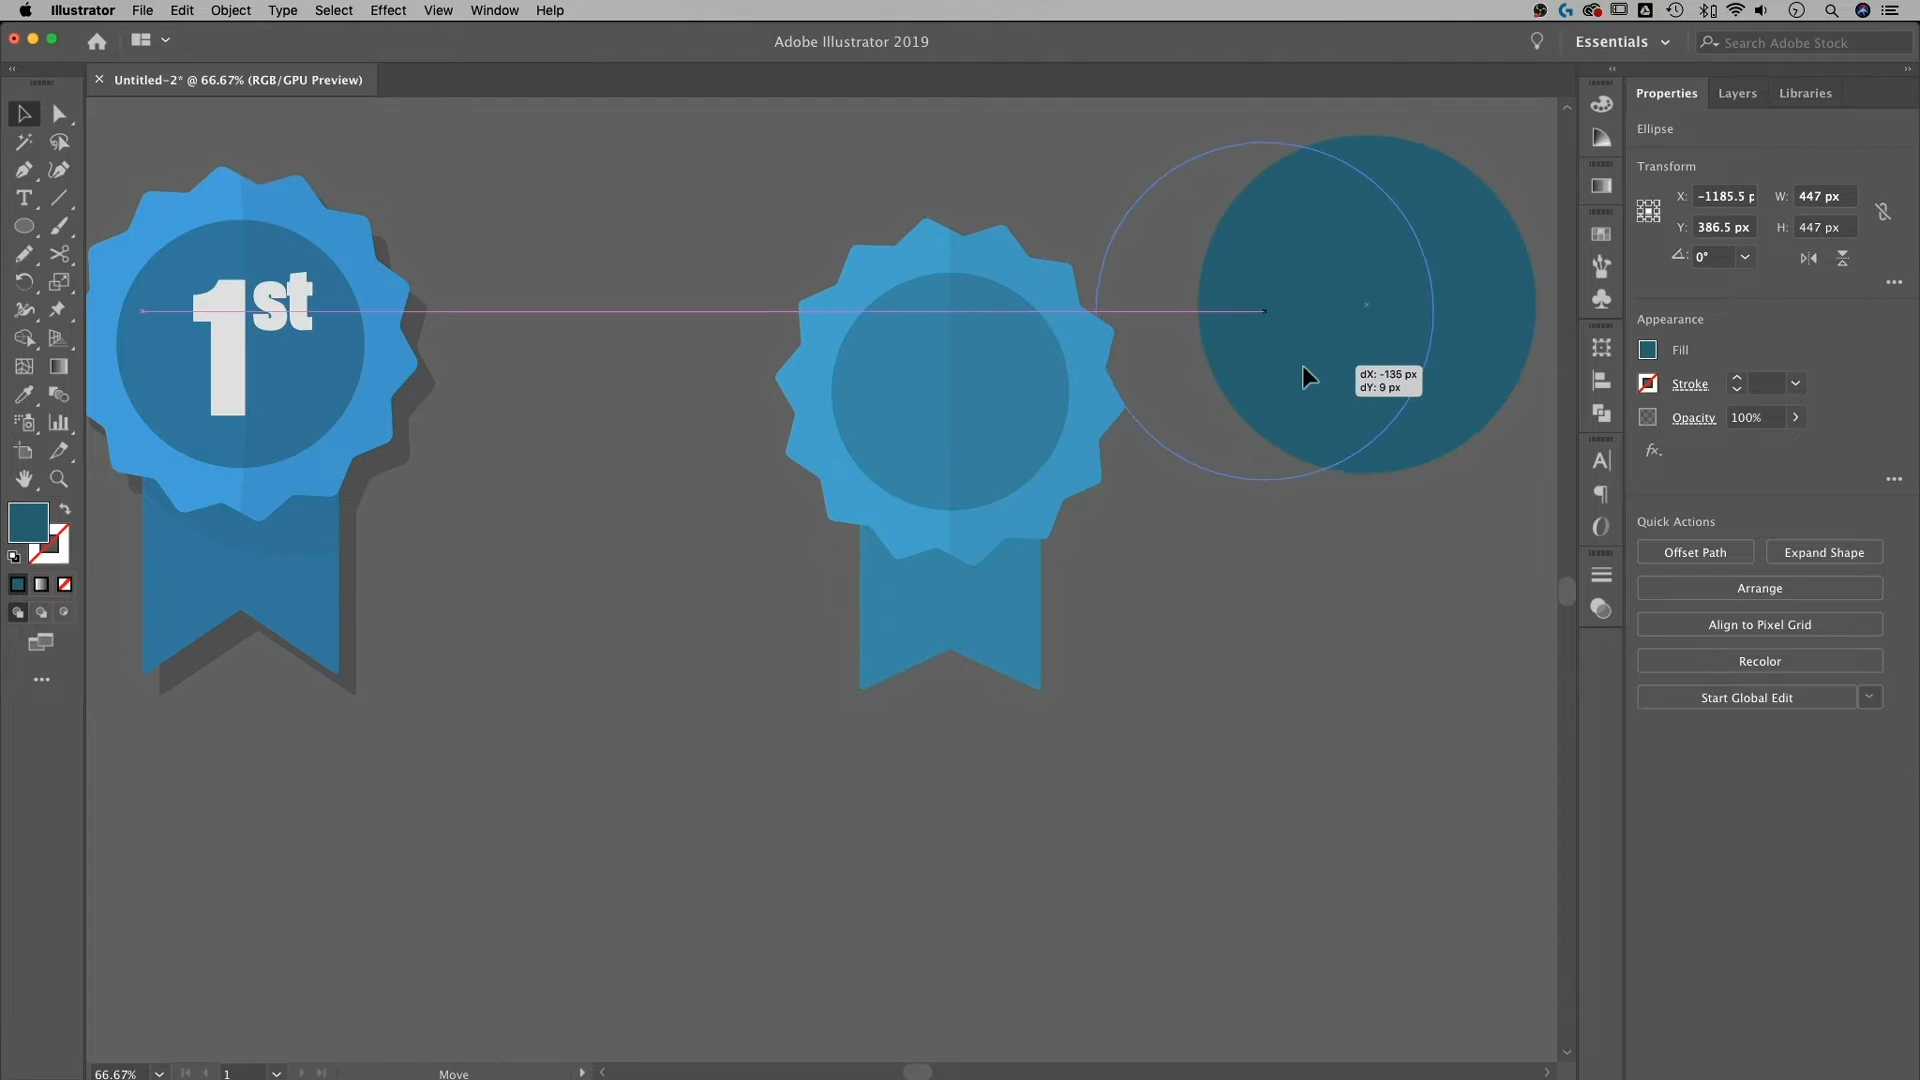 Illustrator File Edit Object Type Select Effect View Window Help
Adobe Illustrator 2019
Essentials
Search Adobe Stock
× Untitled-2* @ 66.67% (RGB/GPU Preview)
Properties Layers Libraries
Ellipse
Transform
X: -1185.5 p W: 447 px
Y: 386.5 px H: 447 px
0°
Appearance
Fill
Stroke
Opacity 100%
fx.
Quick Actions
Offset Path Expand Shape
Arrange
Align to Pixel Grid
Recolor
Start Global Edit
1st
dX: -135 px
dY: 9 px
66.67% 1 Move